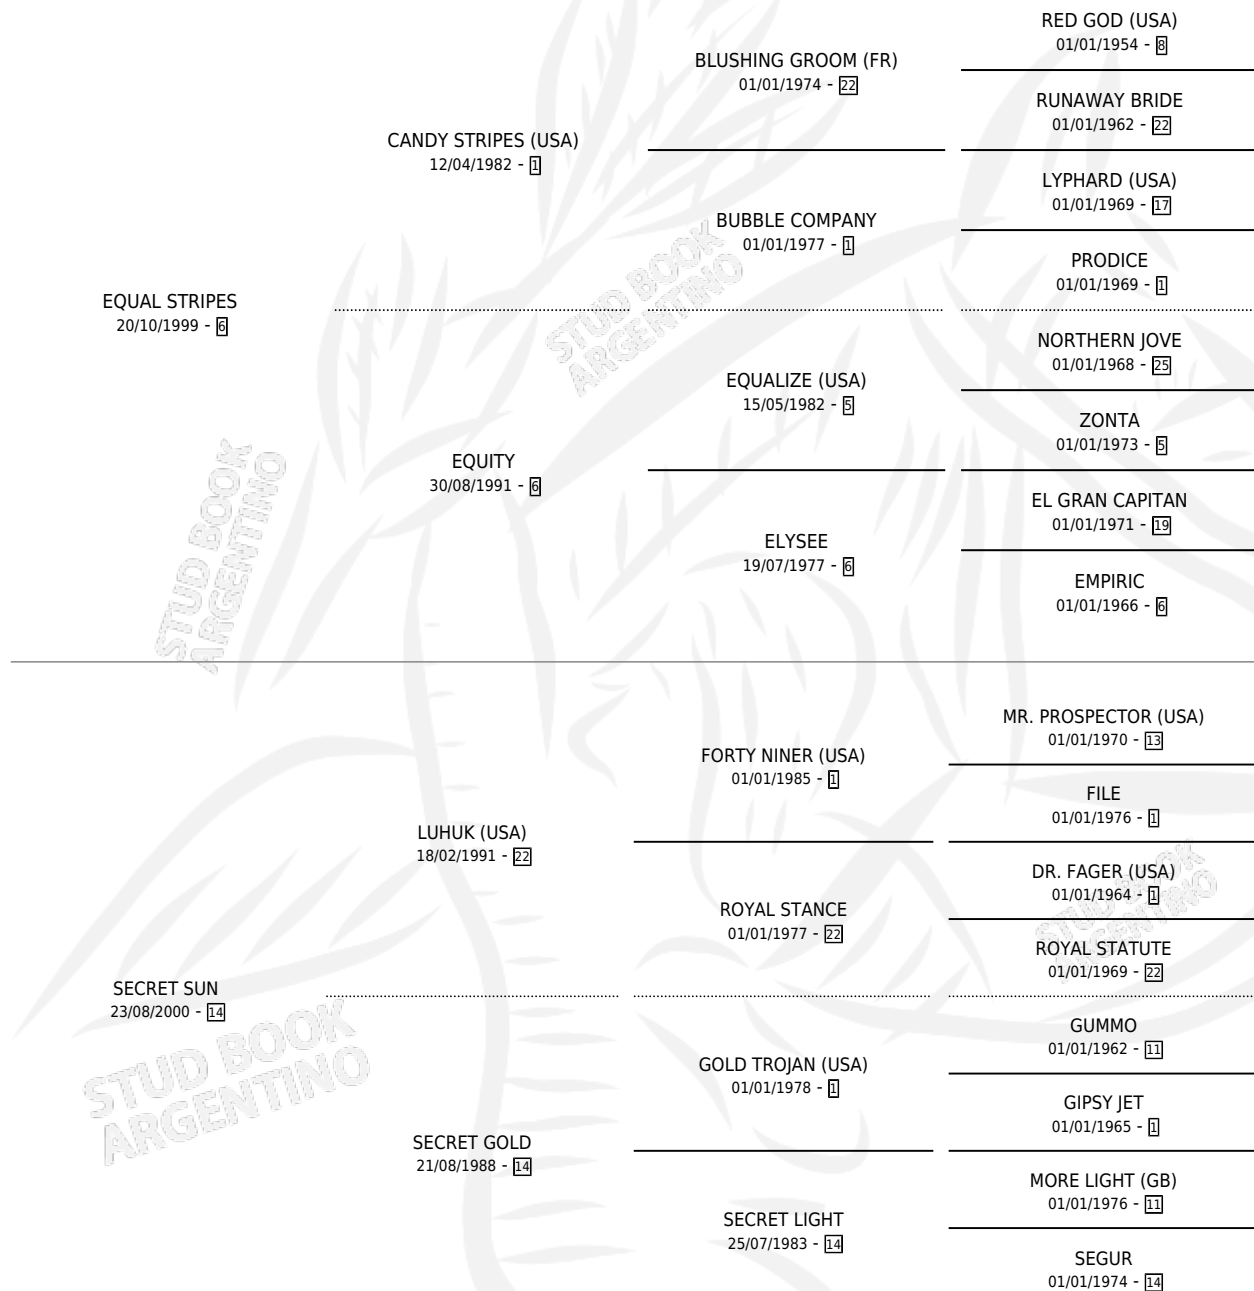 RED GOD (USA)
01/01/1954 - 8
BLUSHING GROOM (FR)
01/01/1974 - 22
RUNAWAY BRIDE
01/01/1962 - 22
CANDY STRIPES (USA)
12/04/1982 - 1
LYPHARD (USA)
01/01/1969 - 17
BUBBLE COMPANY
01/01/1977 - 1
PRODICE
01/01/1969 - 1
EQUAL STRIPES
20/10/1999 - 6
NORTHERN JOVE
01/01/1968 - 25
EQUALIZE (USA)
15/05/1982 - 5
ZONTA
01/01/1973 - 5
EQUITY
30/08/1991 - 6
EL GRAN CAPITAN
01/01/1971 - 19
ELYSEE
19/07/1977 - 6
EMPIRIC
01/01/1966 - 6
STUD BOOK
ARGENTINO
STUD BOOK
ARGENTINO
MR. PROSPECTOR (USA)
01/01/1970 - 13
FORTY NINER (USA)
01/01/1985 - 1
FILE
01/01/1976 - 1
LUHUK (USA)
18/02/1991 - 22
DR. FAGER (USA)
01/01/1964 - 1
ROYAL STANCE
01/01/1977 - 22
ROYAL STATUTE
01/01/1969 - 22
STUD BOOK
ARGENTINO
SECRET SUN
23/08/2000 - 14
GUMMO
01/01/1962 - 11
GOLD TROJAN (USA)
01/01/1978 - 1
GIPSY JET
01/01/1965 - 1
SECRET GOLD
21/08/1988 - 14
MORE LIGHT (GB)
01/01/1976 - 11
SECRET LIGHT
25/07/1983 - 14
SEGUR
01/01/1974 - 14
STUD BOOK
ARGENTINO